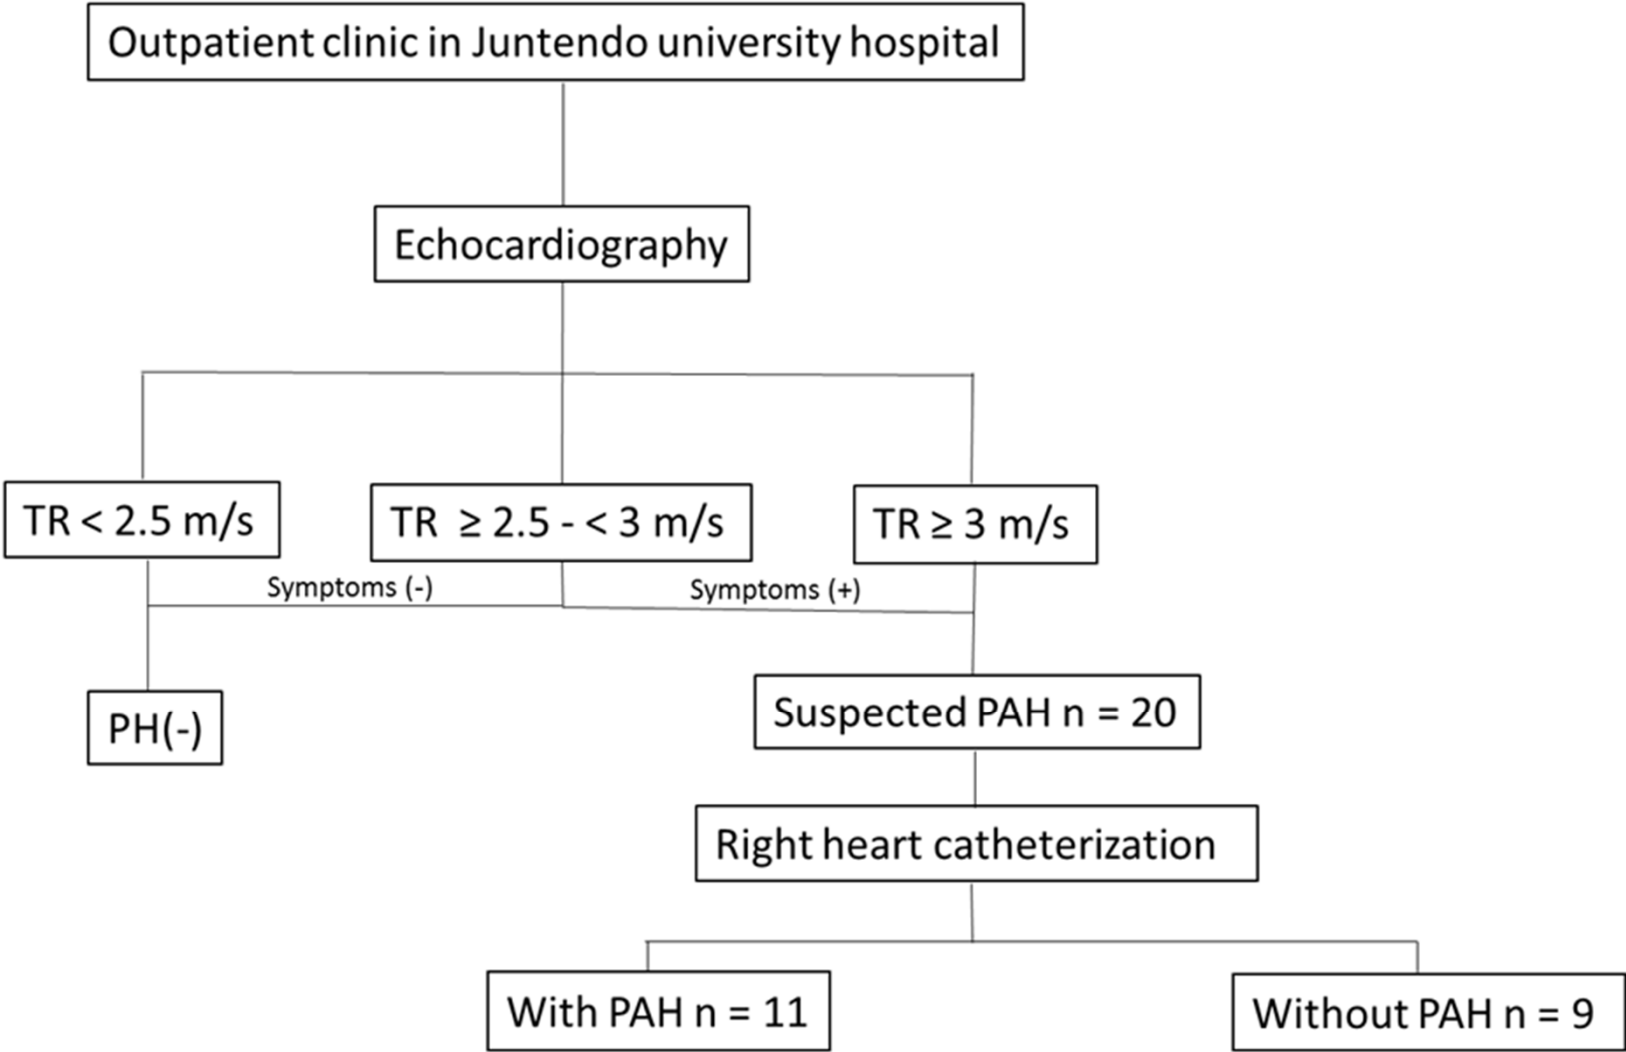 Outpatient clinic in Juntendo university hospital
Echocardiography
TR < 2.5 m/s
TR ≥ 2.5 - < 3 m/s
TR ≥ 3 m/s
Symptoms (-)
Symptoms (+)
PH(-)
Suspected PAH n = 20
Right heart catheterization
With PAH n = 11
Without PAH n = 9